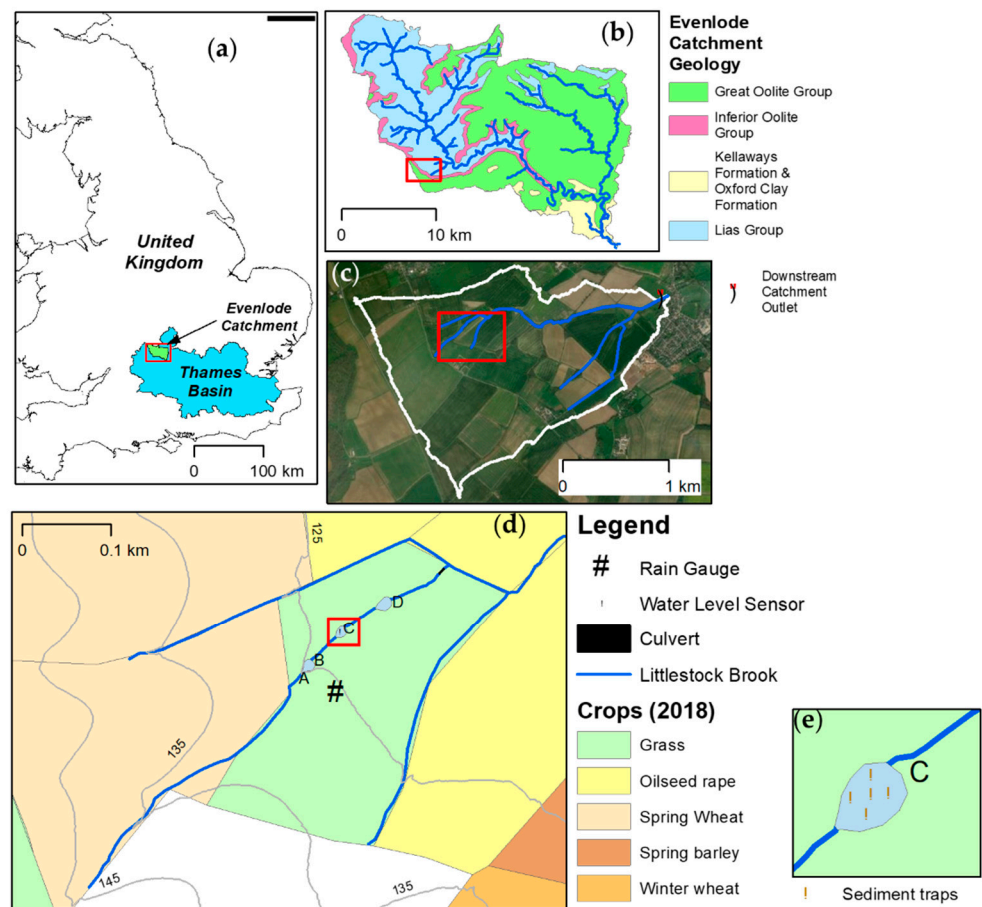 (a)
United
Kingdom
Evenlode
Catchment
Thames
Basin
0 100 km
(b)
0 10 km
Evenlode
Catchment
Geology
Great Oolite Group
Inferior Oolite
Group
Kellaways
Formation &
Oxford Clay
Formation
Lias Group
(c)
0 1 km
Downstream
Catchment
Outlet
(d)
0 0.1 km
125
D
C
B
A
#
135
145
135
Legend
# Rain Gauge
Water Level Sensor
Culvert
Littlestock Brook
Crops (2018)
Grass
Oilseed rape
Spring Wheat
Spring barley
Winter wheat
(e)
C
Sediment traps